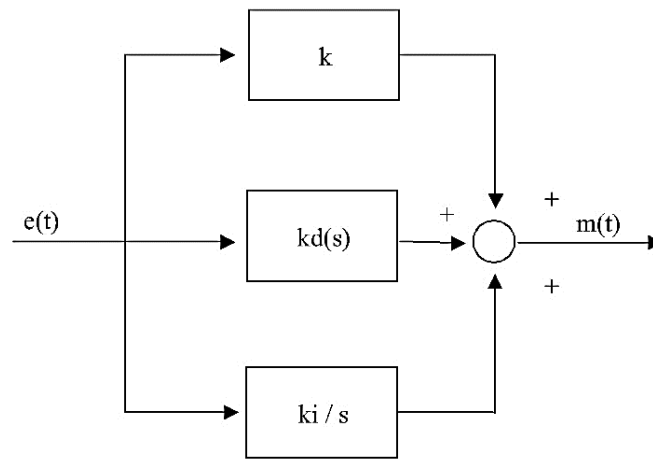 k
+
e(t)
kd(s)
+
m(t)
+
ki / s